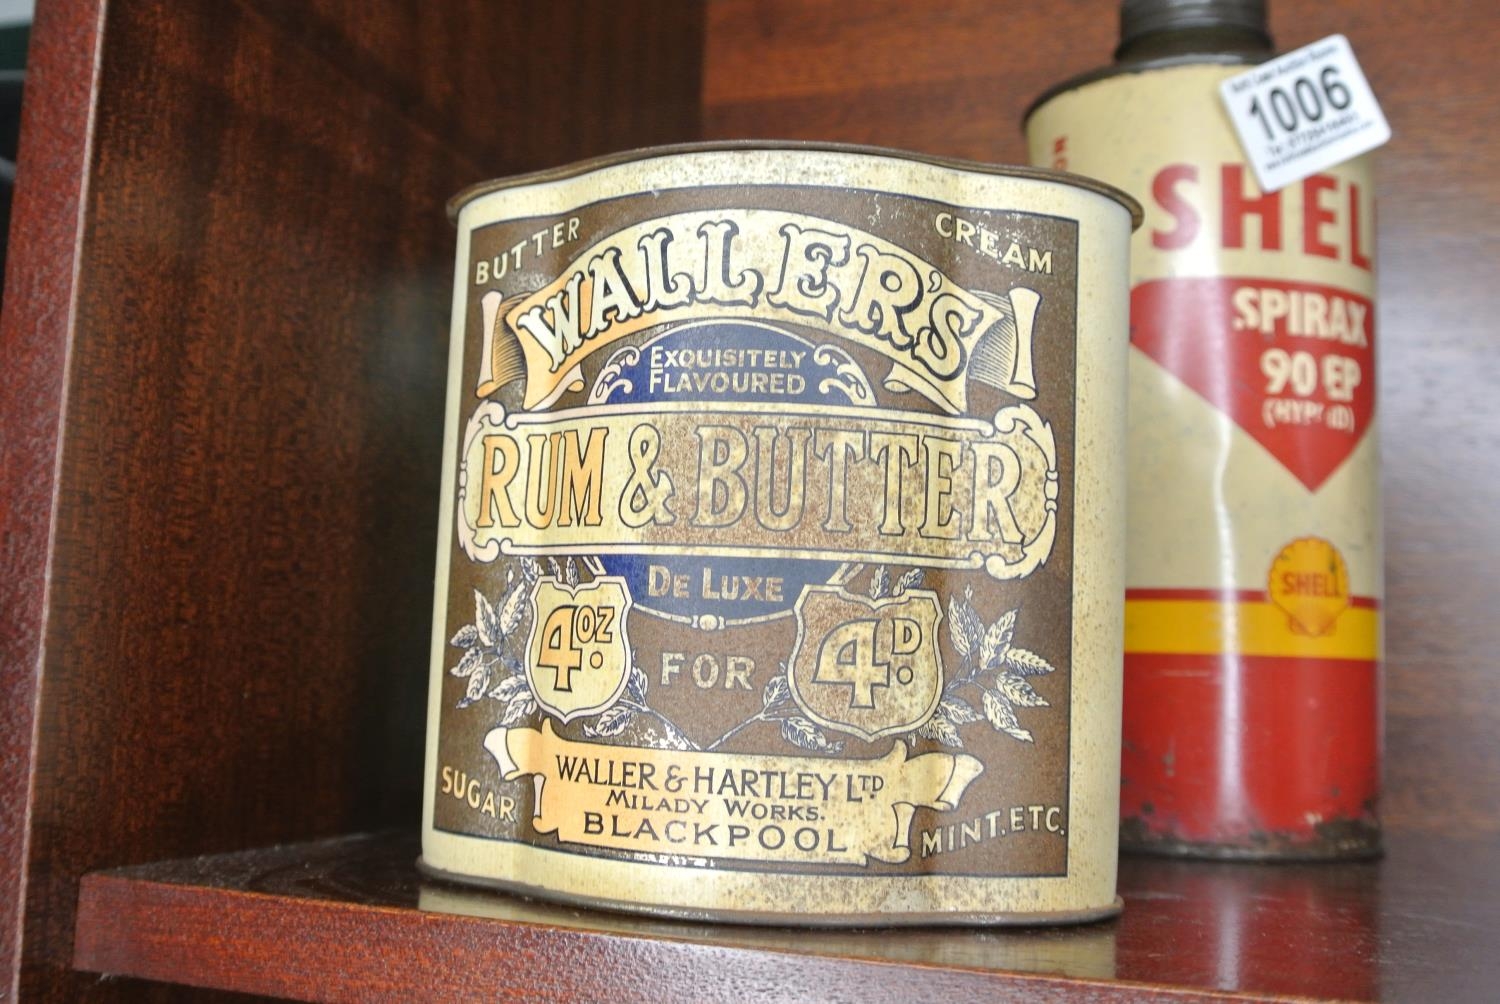 BUTTER
CREAM
WALLER'S
EXQUISITELY
FLAVOURED
RUM & BUTTER
DE LUXE
4OZ. FOR 4D.
SUGAR
MINT, ETC.
WALLER & HARTLEY LTD
MILADY WORKS.
BLACKPOOL
1006
SHEL
SPIRAX
90 EP
SHELL